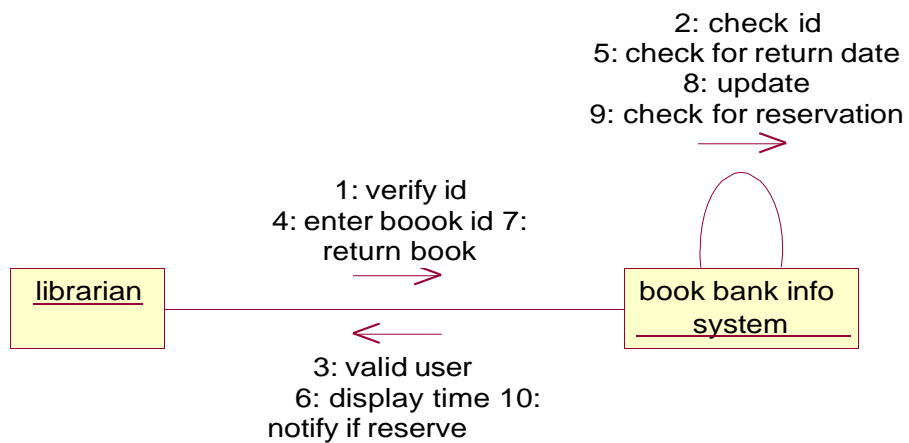 2: check id
5: check for return date
8: update
9: check for reservation
1: verify id
4: enter boook id 7:
return book
librarian
book bank info
system
3: valid user
6: display time 10:
notify if reserve